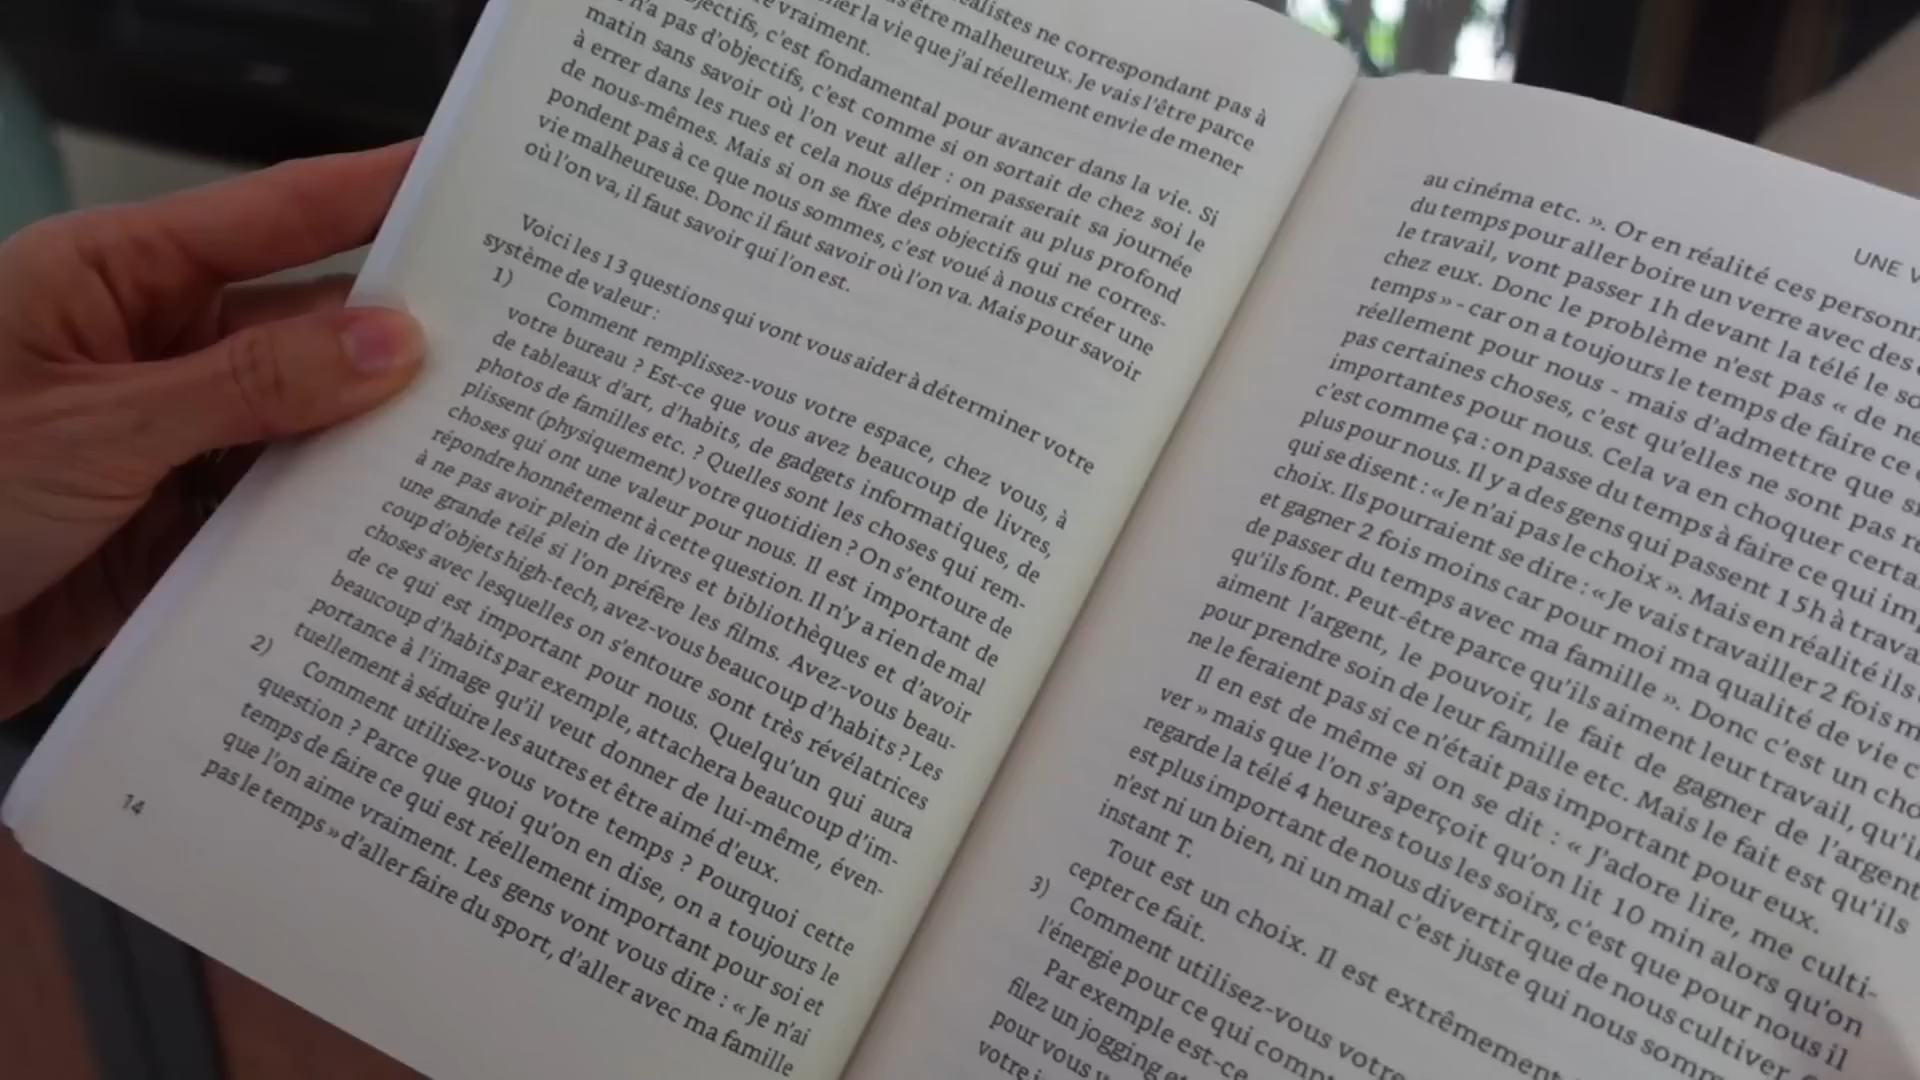 réalistes ne correspondant pas à
être malheureux. Je vais l'être parce
la vie que j'ai réellement envie de mener
vraiment.
c'est fondamental pour avancer dans la vie. Si
n'a pas d'objectifs, c'est comme si on sortait de chez soi le
matin sans savoir où l'on veut aller : on passerait sa journée
à errer dans les rues et cela nous déprimerait au plus profond
de nous-mêmes. Mais si on se fixe des objectifs qui ne corres-
pondent pas à ce que nous sommes, c'est voué à nous créer une
vie malheureuse. Donc il faut savoir où l'on va. Mais pour savoir
où l'on va, il faut savoir qui l'on est.
Voici les 13 questions qui vont vous aider à déterminer votre
système de valeur :
1) Comment remplissez-vous votre espace, chez vous, à
votre bureau ? Est-ce que vous avez beaucoup de livres,
de tableaux d'art, d'habits, de gadgets informatiques, de
photos de familles etc. ? Quelles sont les choses qui rem-
plissent (physiquement) votre quotidien ? On s'entoure de
choses qui ont une valeur pour nous. Il est important de
répondre honnêtement à cette question. Il n'y a rien de mal
à ne pas avoir plein de livres et bibliothèques et d'avoir
une grande télé si l'on préfère les films. Avez-vous beau-
coup d'objets high-tech, avez-vous beaucoup d'habits ? Les
choses avec lesquelles on s'entoure sont très révélatrices
de ce qui est important pour nous. Quelqu'un qui aura
beaucoup d'habits par exemple, attachera beaucoup d'im-
portance à l'image qu'il veut donner de lui-même, éven-
tuellement à séduire les autres et être aimé d'eux.
2) Comment utilisez-vous votre temps ? Pourquoi cette
question ? Parce que quoi qu'on en dise, on a toujours le
temps de faire ce qui est réellement important pour soi et
que l'on aime vraiment. Les gens vont vous dire : « Je n'ai
pas le temps » d'aller faire du sport, d'aller avec ma famille
14
UNE
au cinéma etc. ». Or en réalité ces
du temps pour aller boire un verre avec des
le travail, vont passer 1h devant la télé le
chez eux. Donc le problème n'est pas « de
temps » - car on a toujours le temps de faire ce
réellement pour nous - mais d'admettre que
pas certaines choses, c'est qu'elles ne sont pas
importantes pour nous. Cela va en choquer
c'est comme ça : on passe du temps à faire ce qui
plus pour nous. Il y a des gens qui passent 15h à
qui se disent : « Je n'ai pas le choix ». Mais en réalité ils
choix. Ils pourraient se dire : « Je vais travailler 2 fois
et gagner 2 fois moins car pour moi ma qualité de vie
de passer du temps avec ma famille ». Donc c'est un
qu'ils font. Peut-être parce qu'ils aiment leur travail,
aiment l'argent, le pouvoir, le fait de gagner de l'argent
pour prendre soin de leur famille etc. Mais le fait est qu'ils
ne le feraient pas si ce n'était pas important pour eux.
Il en est de même si on se dit : « J'adore lire, me culti-
ver » mais que l'on s'aperçoit qu'on lit 10 min alors qu'on
regarde la télé 4 heures tous les soirs, c'est que pour nous il
est plus important de nous divertir que de nous cultiver.
n'est ni un bien, ni un mal c'est juste qui nous
instant T.
Tout est un choix. Il est extrêmement
cepter ce fait.
3) Comment utilisez-vous votre
l'énergie pour ce qui
Par exemple
filez un jogging
pour vous
votre